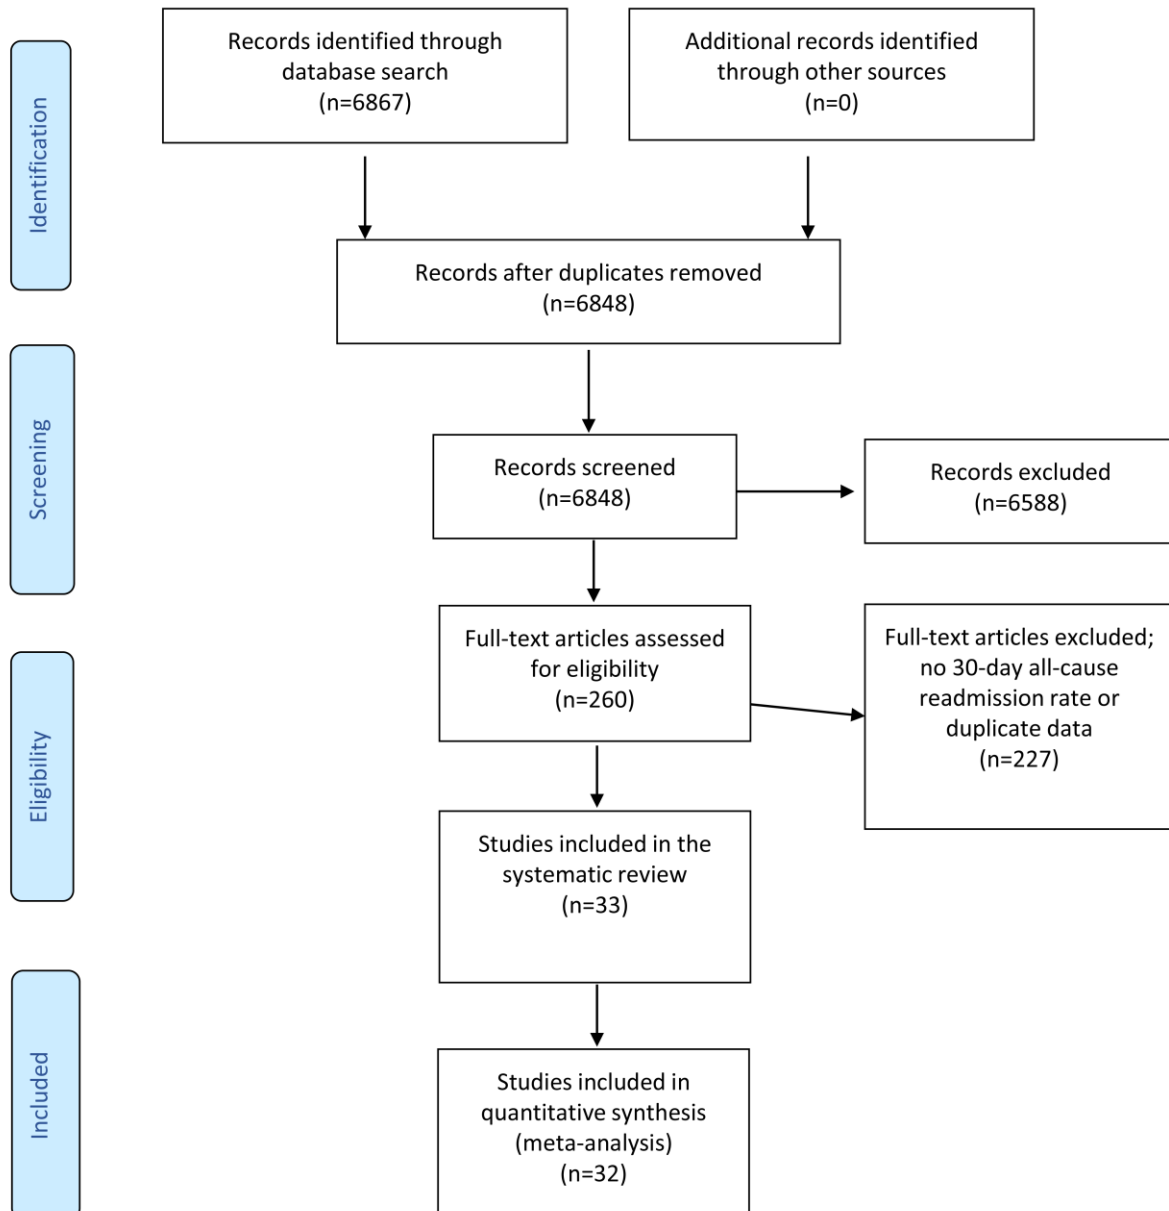 Identification
Records identified through
database search
(n=6867)
Additional records identified
through other sources
(n=0)
Records after duplicates removed
(n=6848)
Screening
Records screened
(n=6848)
Records excluded
(n=6588)
Eligibility
Full-text articles assessed
for eligibility
(n=260)
Full-text articles excluded;
no 30-day all-cause
readmission rate or
duplicate data
(n=227)
Studies included in the
systematic review
(n=33)
Included
Studies included in
quantitative synthesis
(meta-analysis)
(n=32)